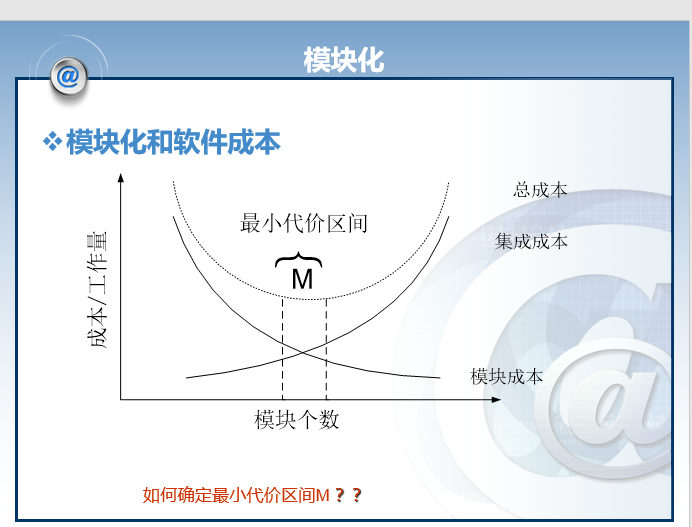 模块化
@
❖模块化和软件成本
总成本
最小代价区间
集成成本
M
成本/工作量
模块成本
模块个数
如何确定最小代价区间M？？